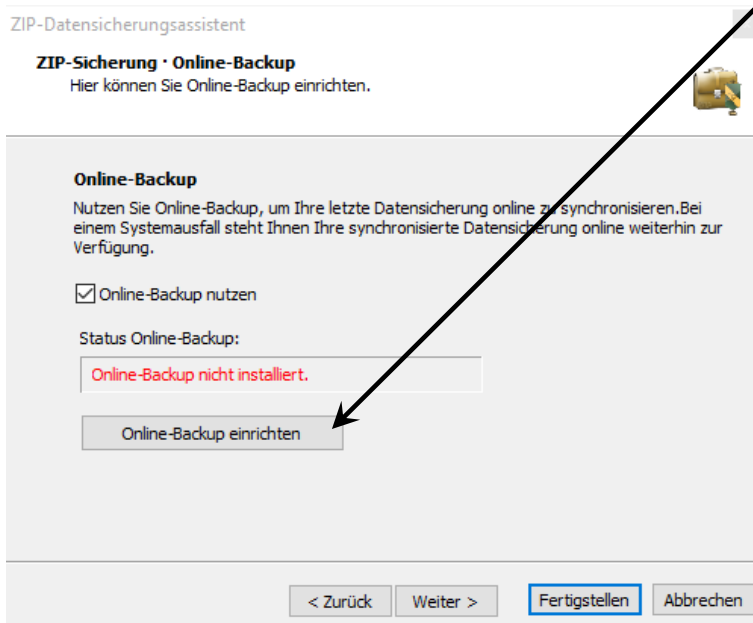 ZIP-Datensicherungsassistent
ZIP-Sicherung · Online-Backup
Hier können Sie Online-Backup einrichten.
Online-Backup
Nutzen Sie Online-Backup, um Ihre letzte Datensicherung online zu synchronisieren.Bei
einem Systemausfall steht Ihnen Ihre synchronisierte Datensicherung online weiterhin zur
Verfügung.
Online-Backup nutzen
Status Online-Backup:
Online-Backup nicht installiert.
Online-Backup einrichten
< Zurück Weiter > Fertigstellen Abbrechen